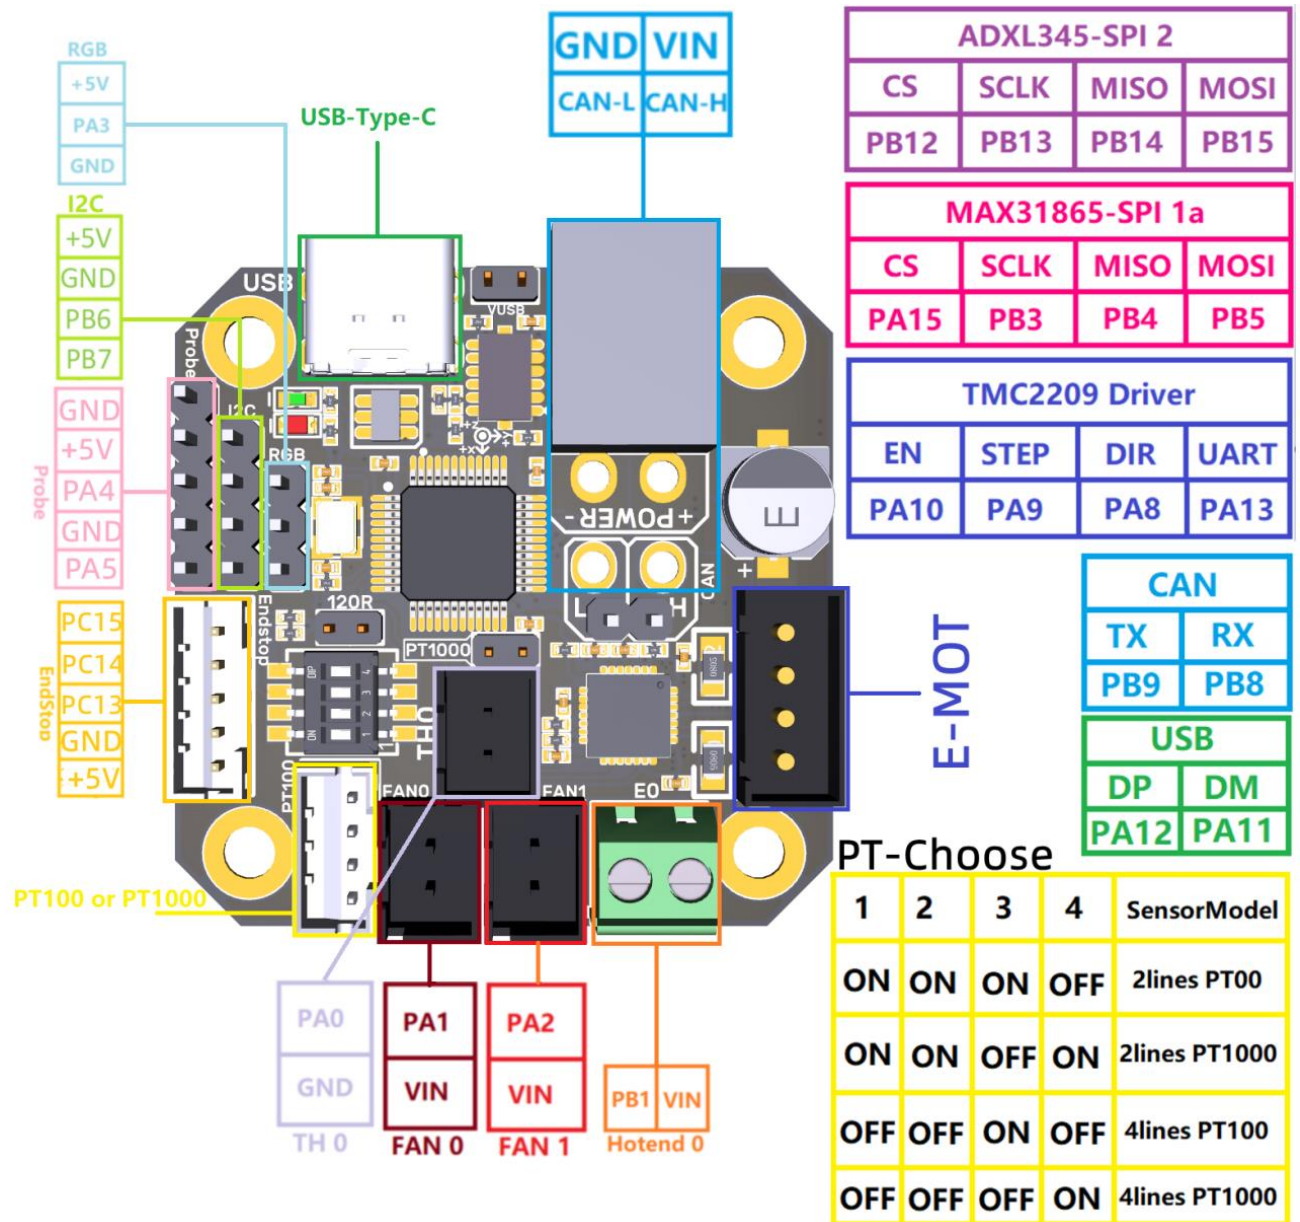 RGB
+5V
PA3
GND
I2C
+5V
GND
PB6
PB7
GND
+5V
PA4
GND
PA5
Probe
PC15
PC14
PC13
GND
+5V
EndStop
PT100 or PT1000
USB-Type-C
GND VIN
CAN-L CAN-H
USB
VUSB
Probe
I2C
RGB
+z
+x
+Y
+POWER-
CAN
L H
Endstop
120R
PT1000
DIP
ON
1 2 3 4
1
TH0
PT100
FAN0
FAN1
E0
E
+
E-MOT
PA0
GND
TH 0
PA1
VIN
FAN 0
PA2
VIN
FAN 1
PB1 VIN
Hotend 0
ADXL345-SPI 2
CS SCLK MISO MOSI
PB12 PB13 PB14 PB15
MAX31865-SPI 1a
CS SCLK MISO MOSI
PA15 PB3 PB4 PB5
TMC2209 Driver
EN STEP DIR UART
PA10 PA9 PA8 PA13
CAN
TX RX
PB9 PB8
USB
DP DM
PA12 PA11
PT-Choose
1 2 3 4 SensorModel
ON ON ON OFF 2lines PT00
ON ON OFF ON 2lines PT1000
OFF OFF ON OFF 4lines PT100
OFF OFF OFF ON 4lines PT1000